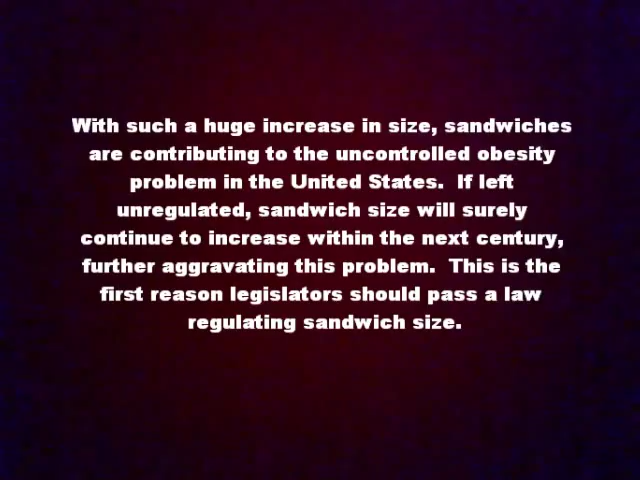 With such a huge increase in size, sandwiches
are contributing to the uncontrolled obesity
problem in the United States.  If left
unregulated, sandwich size will surely
continue to increase within the next century,
further aggravating this problem.  This is the
first reason legislators should pass a law
regulating sandwich size.